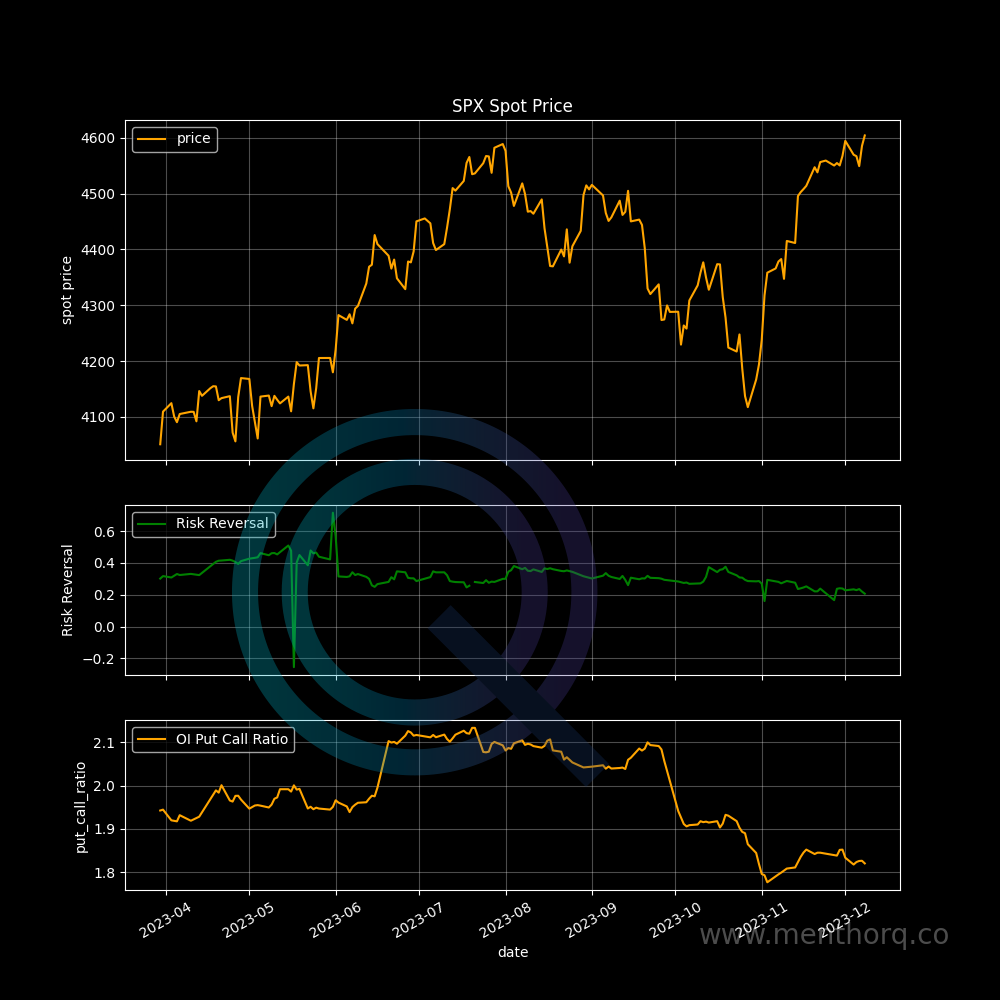 SPX Spot Price
price
4600
4500
4400
4300
4200
4100
spot price
Risk Reversal
0.6
0.4
0.2
0.0
−0.2
Risk Reversal
OI Put Call Ratio
2.1
2.0
1.9
1.8
put_call_ratio
2023-04 2023-05 2023-06 2023-07 2023-08 2023-09 2023-10 2023-11 2023-12
www.menthorq.co
date